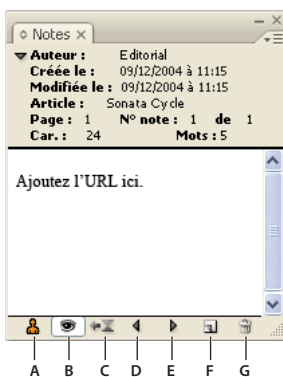 Notes
Auteur : Editorial
Créée le : 09/12/2004 à 11:15
Modifiée le : 09/12/2004 à 11:15
Article : Sonata Cycle
Page : 1 N° note : 1 de 1
Car. : 24 Mots : 5
Ajoutez l'URL ici.
A B C D E F G